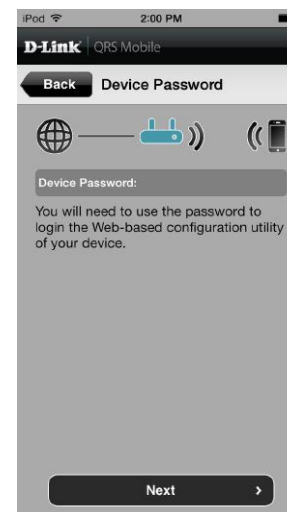 iPod 2:00 PM
D-Link QRS Mobile
Back Device Password
Device Password:
You will need to use the password to
login the Web-based configuration utility
of your device.
Next